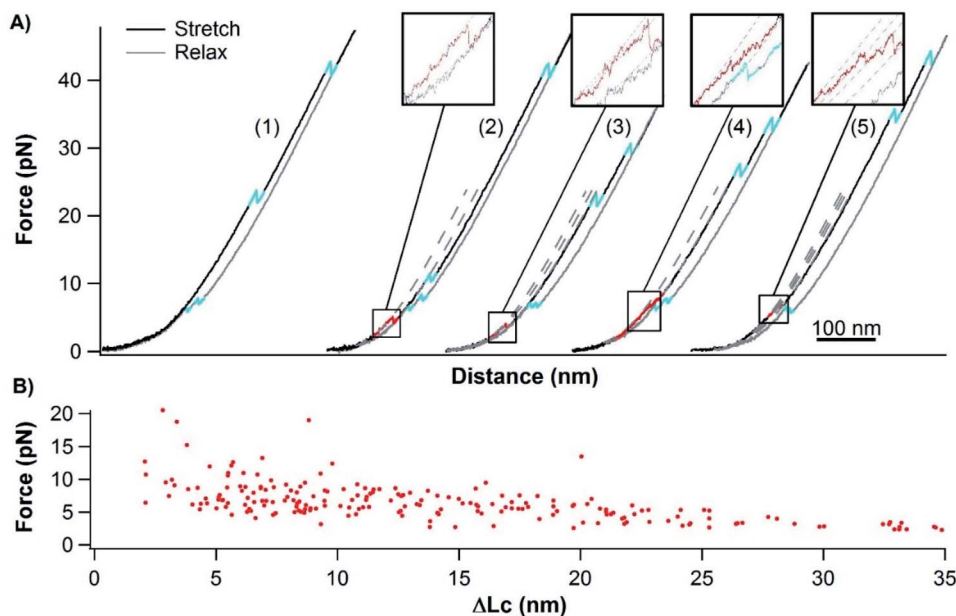 A)
Stretch
Relax
(1)
(2)
(3)
(4)
(5)
40
30
20
10
0
Force (pN)
100 nm
Distance (nm)
B)
20
15
10
5
0
Force (pN)
0 5 10 15 20 25 30 35
ΔLc (nm)